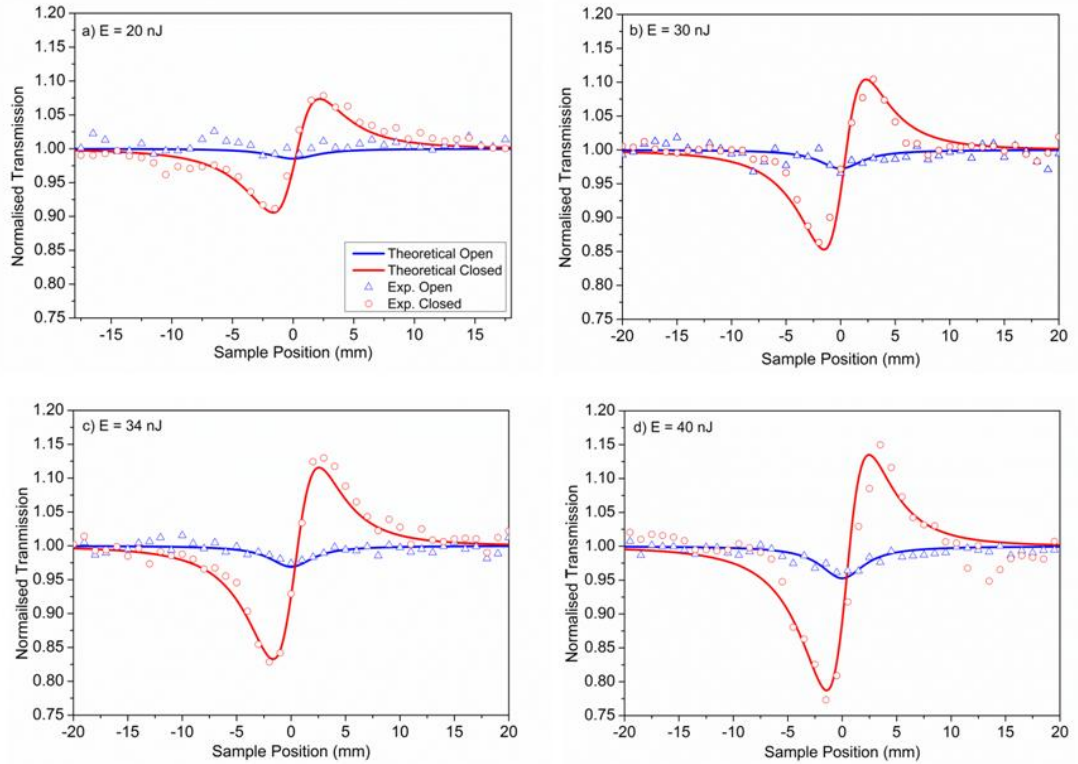 a) E = 20 nJ
1.20
1.15
1.10
1.05
1.00
0.95
0.90
0.85
0.80
0.75
Normalised Transmission
Theoretical Open
Theoretical Closed
Exp. Open
Exp. Closed
-15 -10 -5 0 5 10 15
Sample Position (mm)
b) E = 30 nJ
1.20
1.15
1.10
1.05
1.00
0.95
0.90
0.85
0.80
0.75
Normalised Transmission
-20 -15 -10 -5 0 5 10 15 20
Sample Position (mm)
c) E = 34 nJ
1.20
1.15
1.10
1.05
1.00
0.95
0.90
0.85
0.80
0.75
Normailsed Transmission
-20 -15 -10 -5 0 5 10 15 20
Sample Position (mm)
d) E = 40 nJ
1.20
1.15
1.10
1.05
1.00
0.95
0.90
0.85
0.80
0.75
Normalised Transmission
-20 -15 -10 -5 0 5 10 15 20
Sample Position (mm)